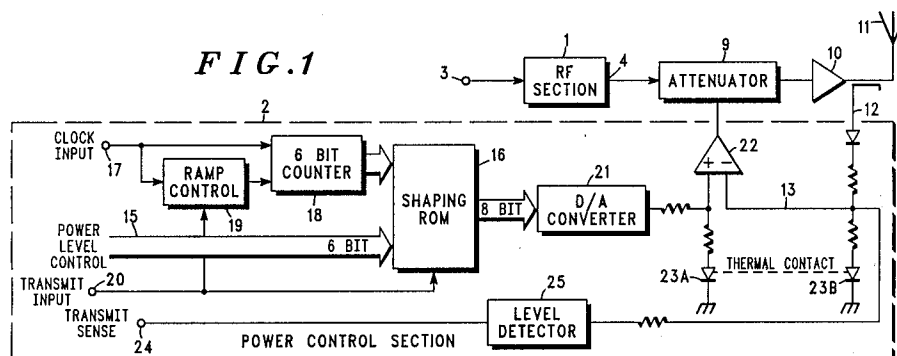 FIG.1
11
1
RF
SECTION
3
4
9
ATTENUATOR
10
12
2
CLOCK
INPUT
17
6 BIT
COUNTER
18
RAMP
CONTROL
19
SHAPING
ROM
16
8 BIT
21
D/A
CONVERTER
22
+ −
13
POWER
LEVEL
CONTROL
15
6 BIT
TRANSMIT
INPUT
20
23A
THERMAL CONTACT
23B
TRANSMIT
SENSE
24
25
LEVEL
DETECTOR
POWER CONTROL SECTION